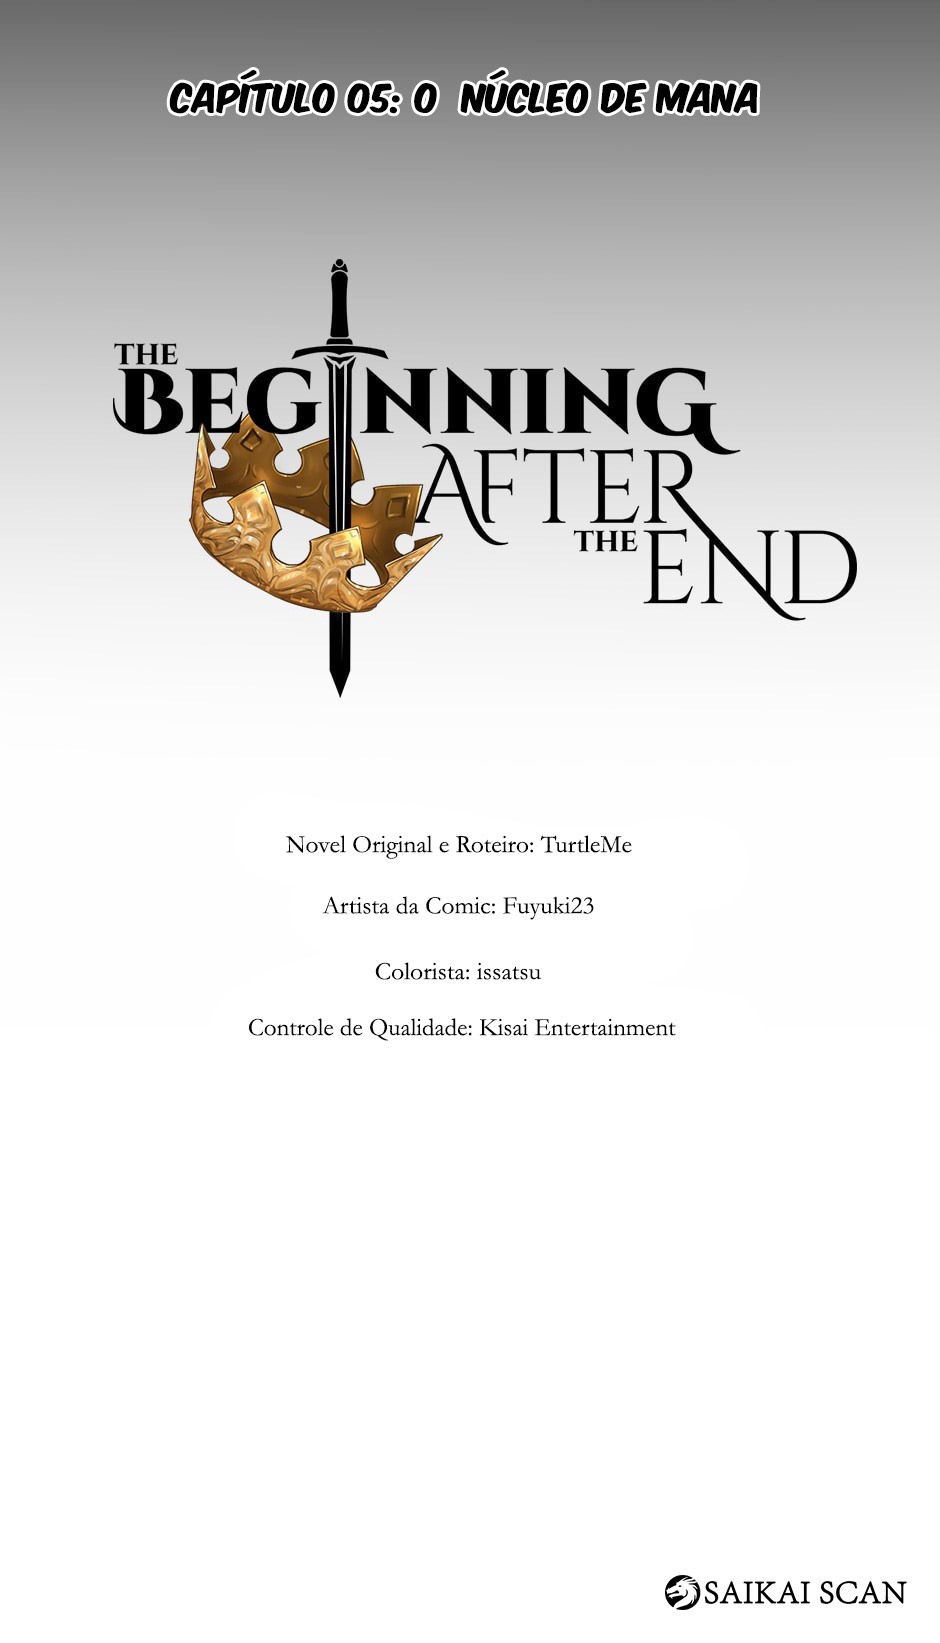 CAPÍTULO 05: O NÚCLEO DE MANA
THE
BEGINNING
AFTER
THE END
Novel Original e Roteiro: TurtleMe
Artista da Comic: Fuyuki23
Colorista: issatsu
Controle de Qualidade: Kisai Entertainment
SAIKAI SCAN